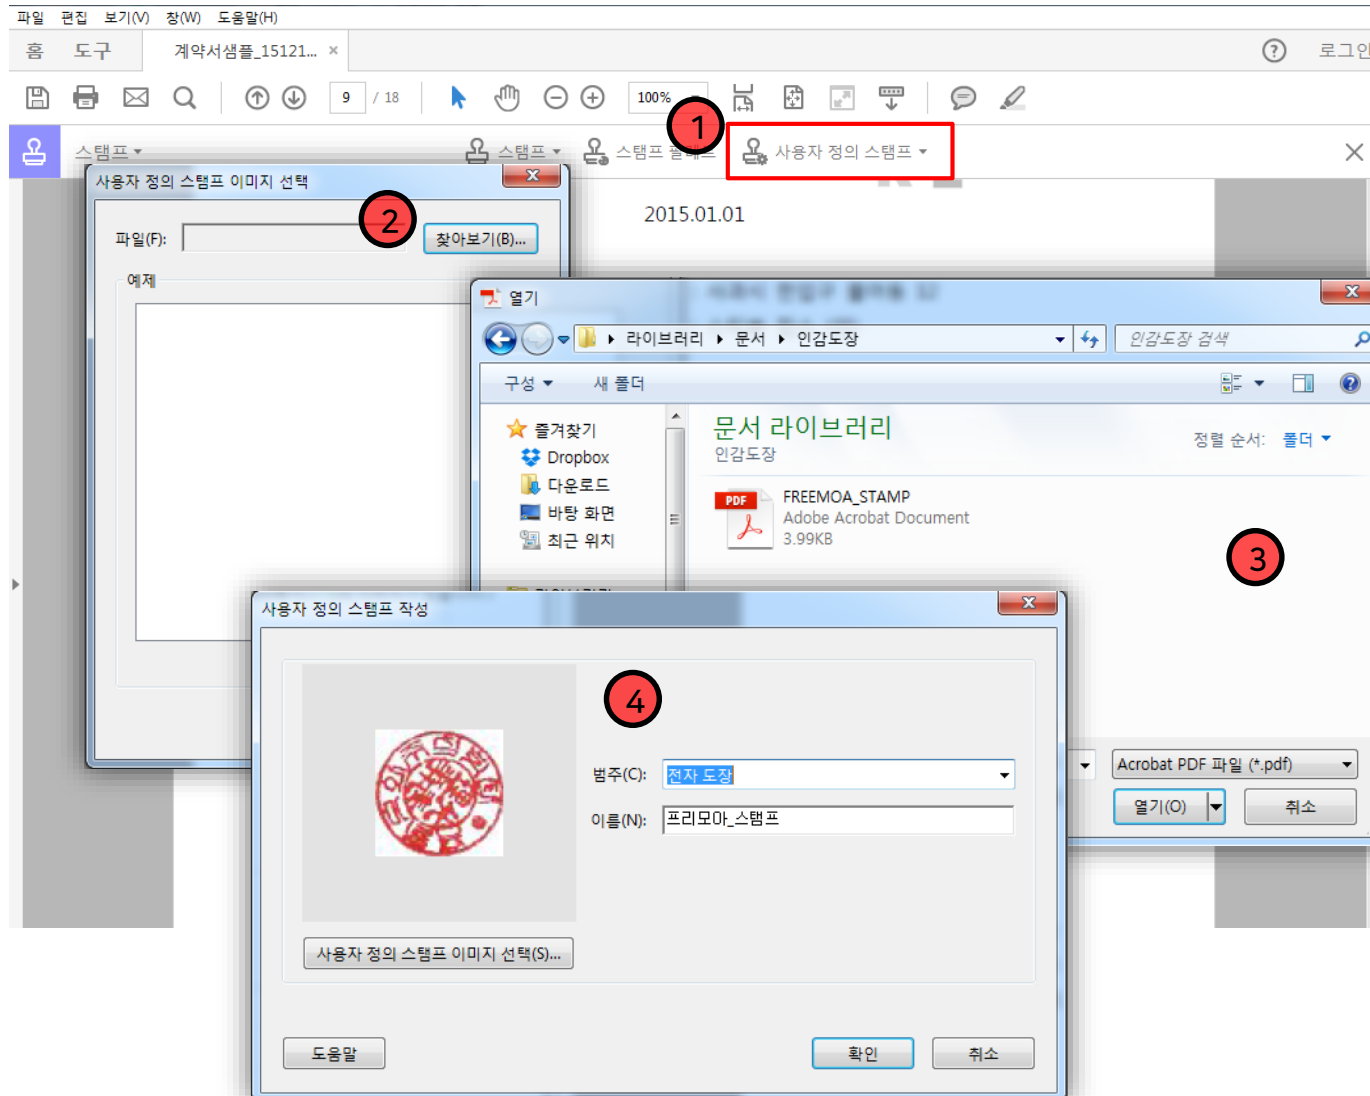 파일 편집 보기(V) 창(W) 도움말(H)
홈 도구 계약서샘플_15121... × ? 로그인
9 / 18 100%
1
스탬프 스탬프 스탬프 팔레트 사용자 정의 스탬프
사용자 정의 스탬프 이미지 선택
2
2015.01.01
파일(F): 찾아보기(B)...
예제
열기
라이브러리 문서 인감도장 인감도장 검색
구성 새 폴더
즐겨찾기
Dropbox
다운로드
바탕 화면
최근 위치
문서 라이브러리
인감도장
정렬 순서: 폴더
PDF
FREEMOA_STAMP
Adobe Acrobat Document
3.99KB
3
사용자 정의 스탬프 작성
4
범주(C): 전자 도장
이름(N): 프리모아_스탬프
Acrobat PDF 파일 (*.pdf)
열기(O) 취소
사용자 정의 스탬프 이미지 선택(S)...
도움말 확인 취소